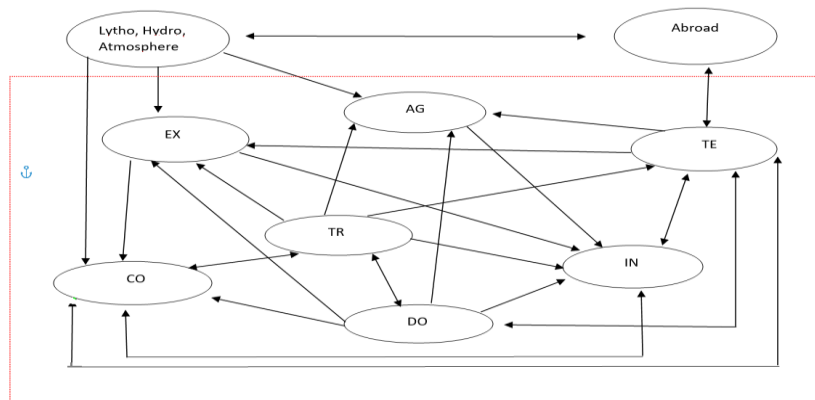 Lytho, Hydro,
Atmosphere
Abroad
AG
EX
TE
TR
IN
CO
DO